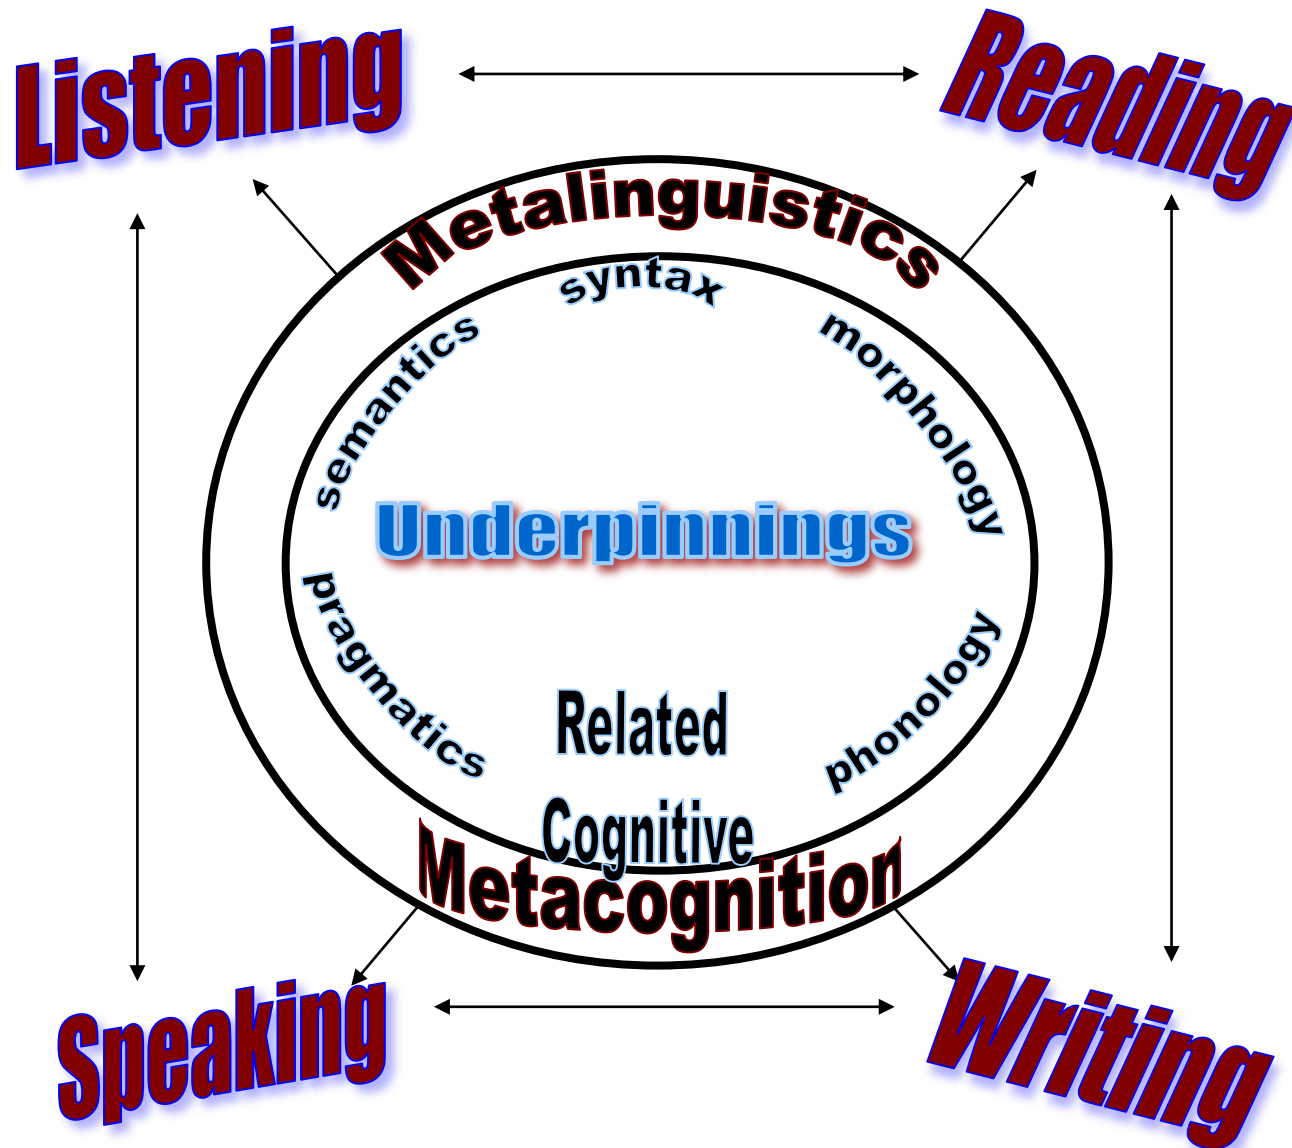 Listening
Reading
Metalinguistics
syntax
semantics
morphology
Underpinnings
pragmatics
phonology
Related
Cognitive
Metacognition
Speaking
Writing